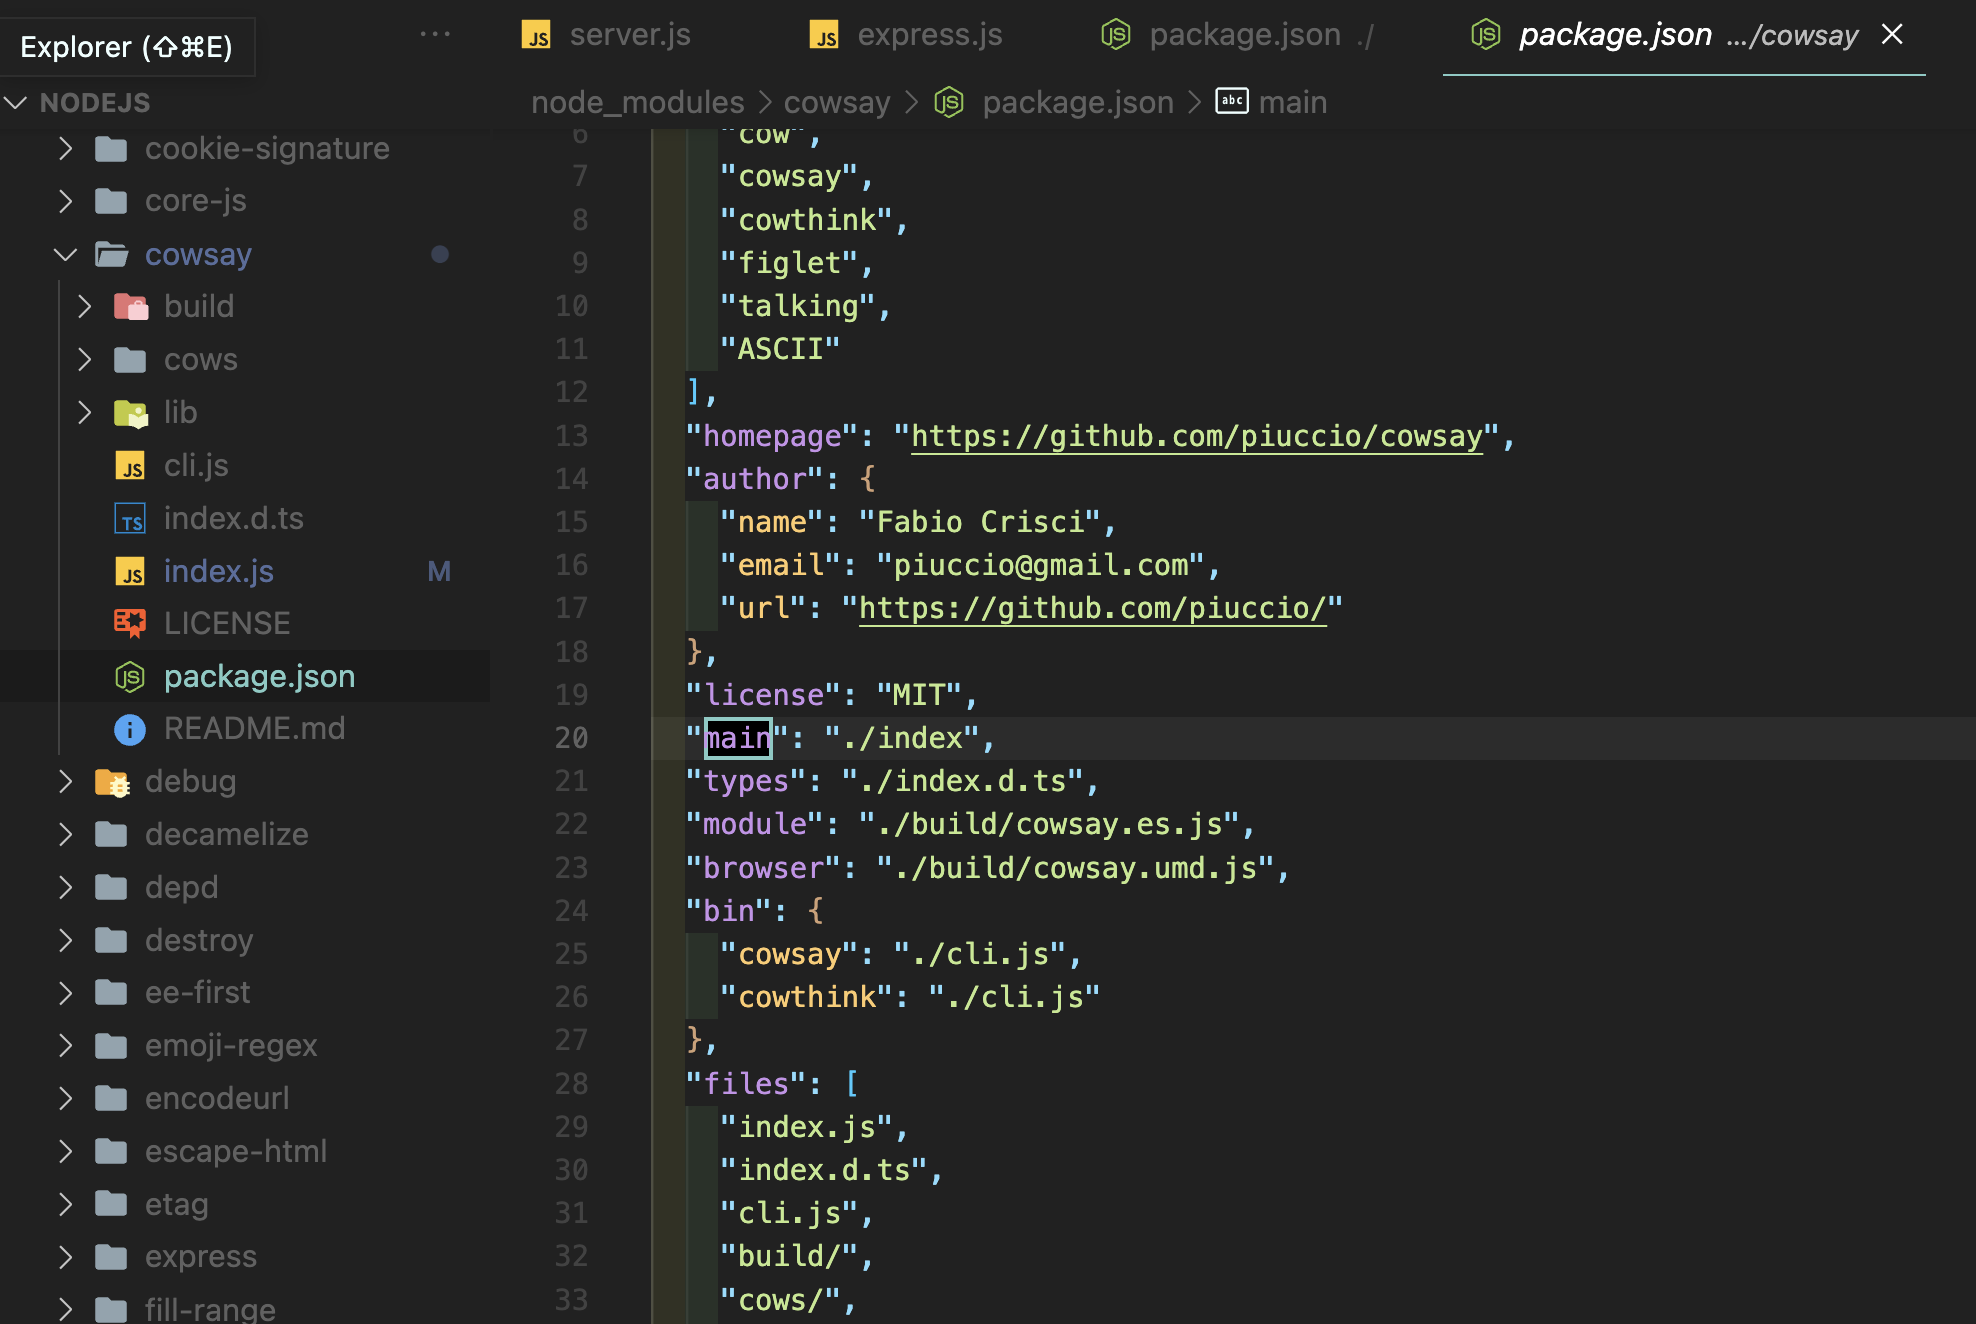 Explorer (⇧⌘E)
···
server.js
express.js
package.json ./
package.json .../cowsay
NODEJS
node_modules > cowsay > package.json > main
cookie-signature
core-js
cowsay
build
cows
lib
cli.js
index.d.ts
index.js M
LICENSE
package.json
README.md
debug
decamelize
depd
destroy
ee-first
emoji-regex
encodeurl
escape-html
etag
express
fill-range
6 "cow",
7 "cowsay",
8 "cowthink",
9 "figlet",
10 "talking",
11 "ASCII"
12 ],
13 "homepage": "https://github.com/piuccio/cowsay",
14 "author": {
15 "name": "Fabio Crisci",
16 "email": "piuccio@gmail.com",
17 "url": "https://github.com/piuccio/"
18 },
19 "license": "MIT",
20 "main": "./index",
21 "types": "./index.d.ts",
22 "module": "./build/cowsay.es.js",
23 "browser": "./build/cowsay.umd.js",
24 "bin": {
25 "cowsay": "./cli.js",
26 "cowthink": "./cli.js"
27 },
28 "files": [
29 "index.js",
30 "index.d.ts",
31 "cli.js",
32 "build/",
33 "cows/",